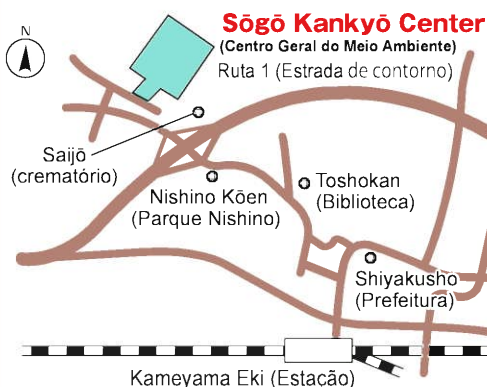 N
Sōgō Kankyō Center
(Centro Geral do Meio Ambiente)
Ruta 1 (Estrada de contorno)
Saijō
(crematório)
Nishino Kōen
(Parque Nishino)
Toshokan
(Biblioteca)
Shiyakusho
(Prefeitura)
Kameyama Eki (Estacão)